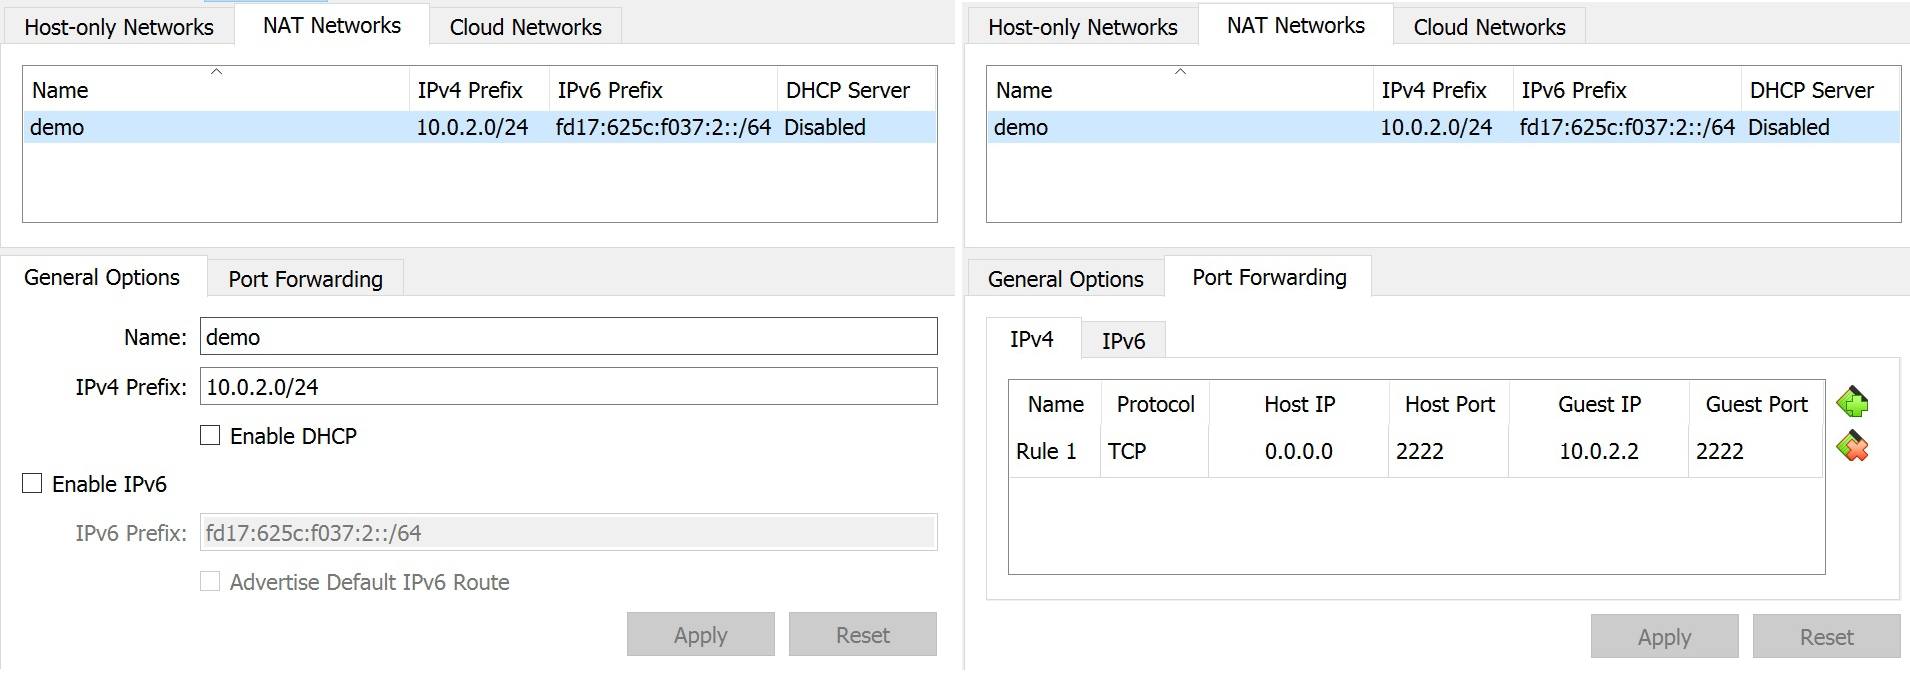 Host-only Networks NAT Networks Cloud Networks
Name IPv4 Prefix IPv6 Prefix DHCP Server
demo 10.0.2.0/24 fd17:625c:f037:2::/64 Disabled
General Options Port Forwarding
Name: demo
IPv4 Prefix: 10.0.2.0/24
Enable DHCP
Enable IPv6
IPv6 Prefix: fd17:625c:f037:2::/64
Advertise Default IPv6 Route
Apply Reset
Host-only Networks NAT Networks Cloud Networks
Name IPv4 Prefix IPv6 Prefix DHCP Server
demo 10.0.2.0/24 fd17:625c:f037:2::/64 Disabled
General Options Port Forwarding
IPv4 IPv6
Name Protocol Host IP Host Port Guest IP Guest Port
Rule 1 TCP 0.0.0.0 2222 10.0.2.2 2222
Apply Reset